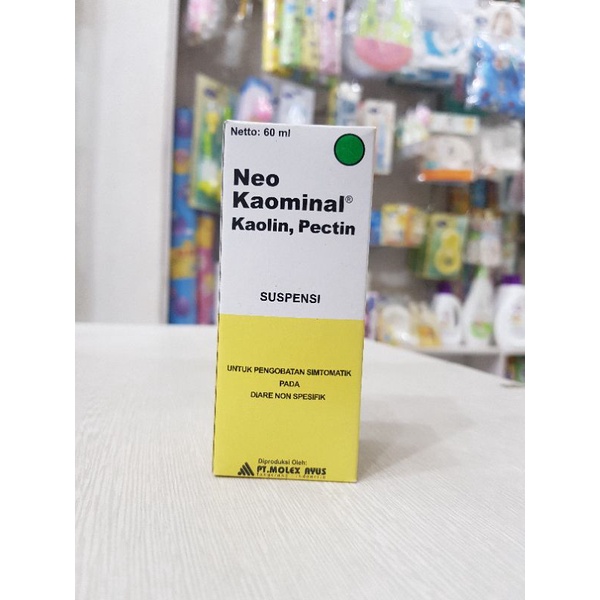 Netto: 60 ml
Neo
Kaominal®
Kaolin, Pectin
SUSPENSI
UNTUK PENGOBATAN SIMTOMATIK
PADA
DIARE NON SPESIFIK
Diproduksi Oleh:
PT.MOLEX AYUS